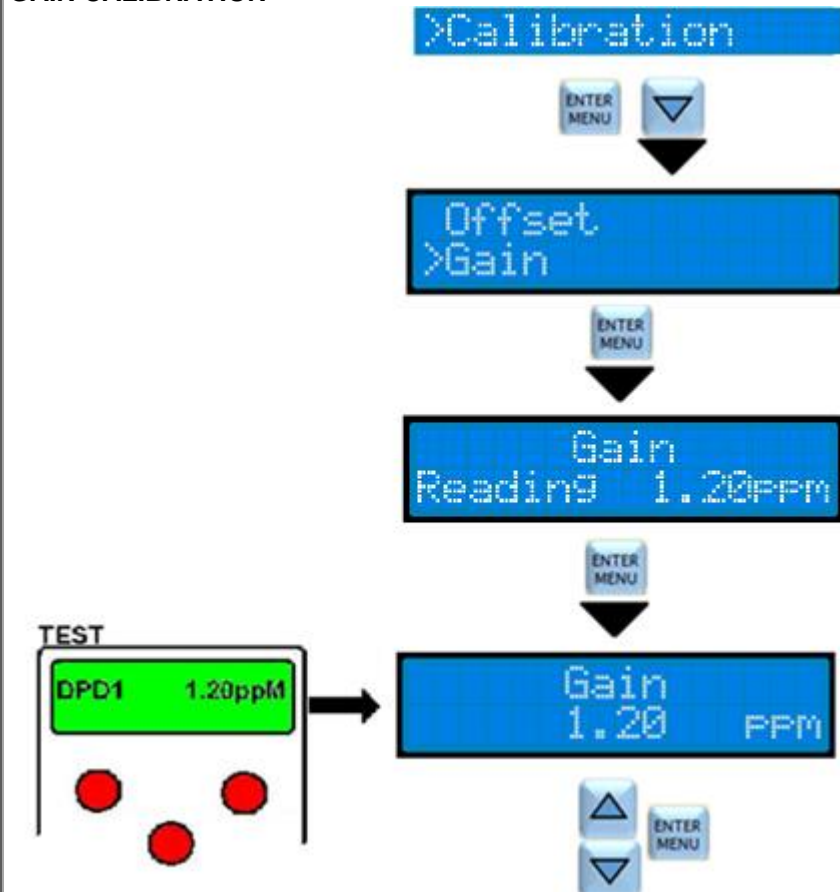 >Calibration
ENTER
MENU
Offset
>Gain
ENTER
MENU
Gain
Reading 1.20ppm
ENTER
MENU
TEST
DPD1 1.20ppM
Gain
1.20 ppm
ENTER
MENU